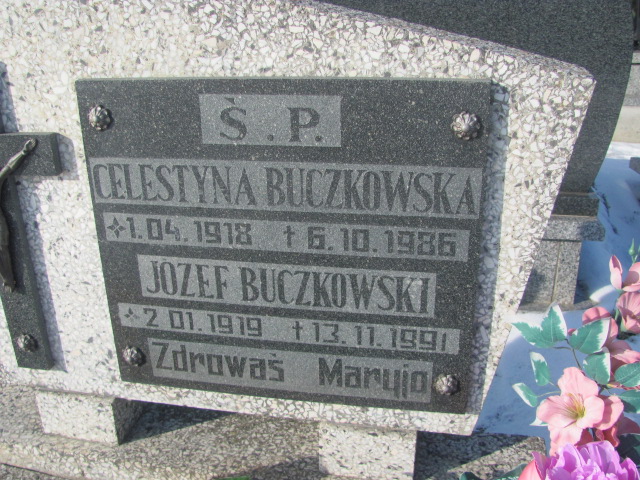 Ś.P.
CELESTYNA BUCZKOWSKA
1.04.1918 †6.10.1986
JOZEF BUCZKOWSKI
2 01.1919 †13.11.1991
Zdrowaś Maryjo